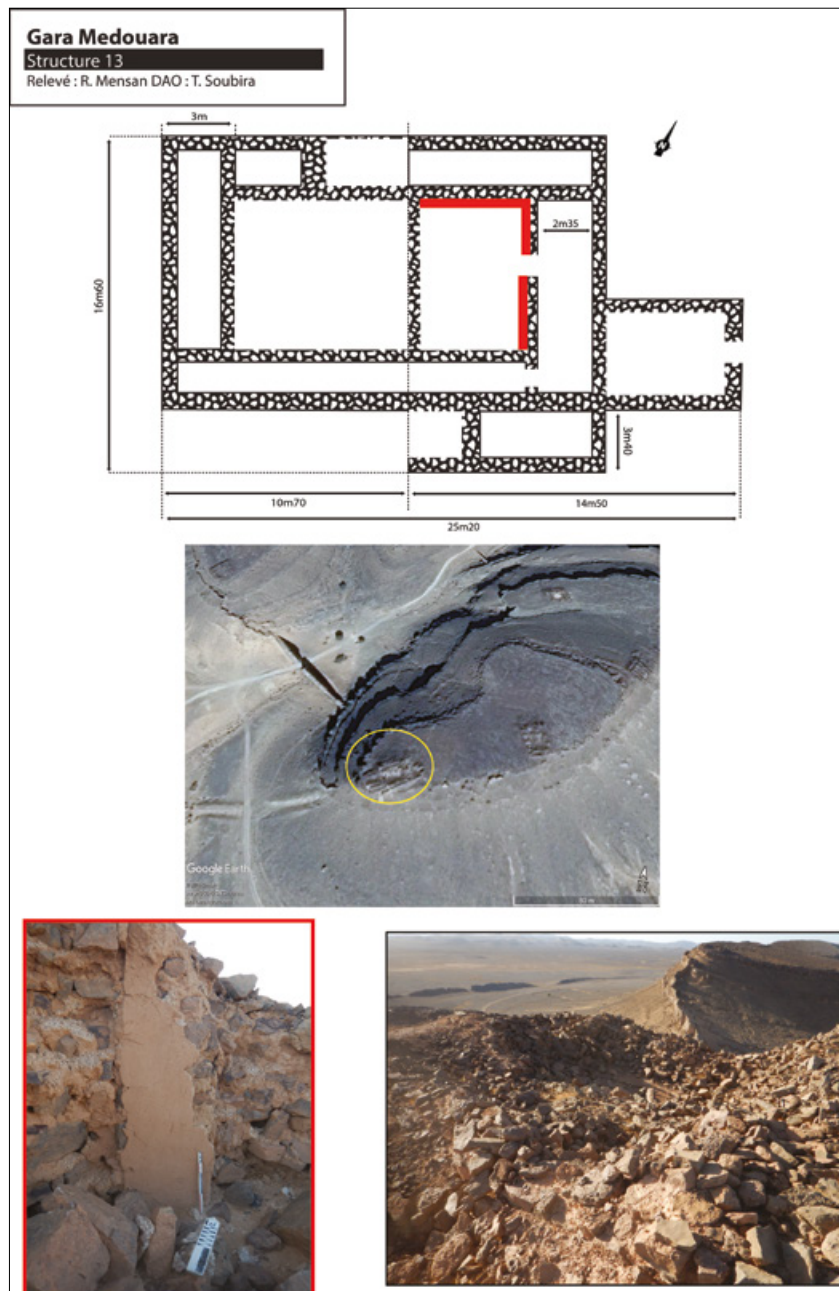 Gara Medouara
Structure 13
Relevé : R. Mensan DAO : T. Soubira
3m
2m35
16m60
3m40
10m70
14m50
25m20
Google Earth